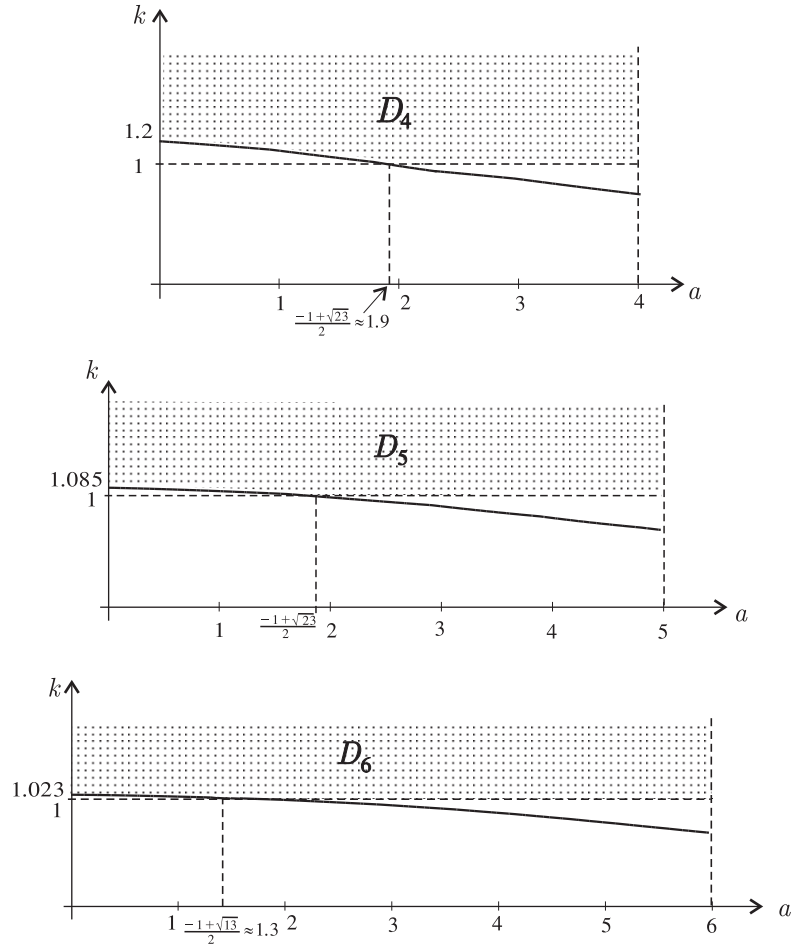 k
D₄
1.2
1
1 2 3 4 a
(-1+√23)/2 ≈1.9
k
D₅
1.085
1
1 (-1+√23)/2 2 3 4 5 a
k
D₆
1.023
1
1 (-1+√13)/2 ≈1.3 2 3 4 5 6 a